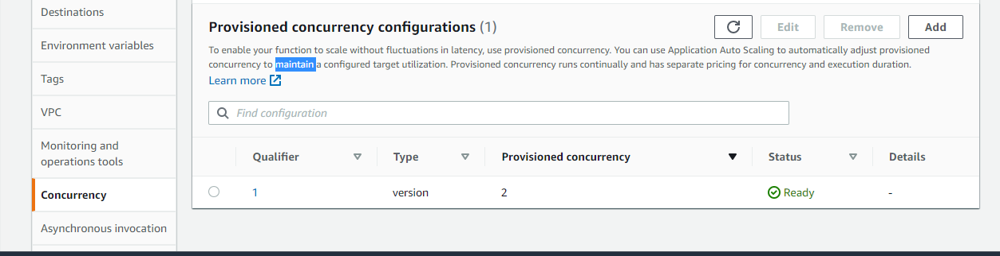 Destinations
Environment variables
Tags
VPC
Monitoring and
operations tools
Concurrency
Asynchronous invocation
Provisioned concurrency configurations (1)
Edit
Remove
Add
To enable your function to scale without fluctuations in latency, use provisioned concurrency. You can use Application Auto Scaling to automatically adjust provisioned
concurrency to maintain a configured target utilization. Provisioned concurrency runs continually and has separate pricing for concurrency and execution duration.
Learn more
Find configuration
Qualifier Type Provisioned concurrency Status Details
1 version 2 Ready -